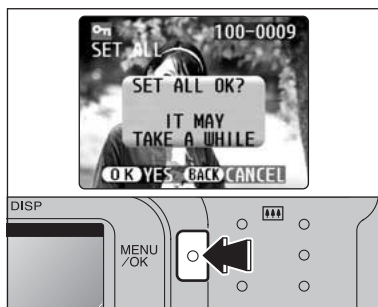 100-0009
SET ALL
SET ALL OK?
IT MAY
TAKE A WHILE
OK YES BACK CANCEL
DISP
MENU
/OK